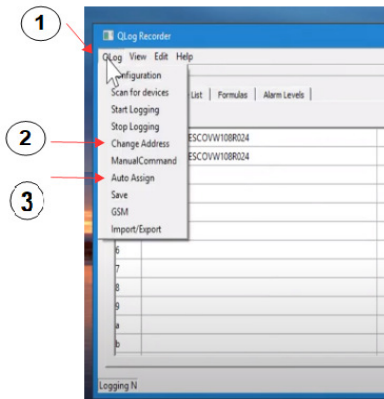 1
QLog Recorder
QLog View Edit Help
Configuration
Scan for devices
List Formulas Alarm Levels
Start Logging
Stop Logging
ESCOVW108R024
2
Change Address
ManualCommand
ESCOVW108R024
3
Auto Assign
Save
GSM
Import/Export
6
7
8
9
a
b
Logging N